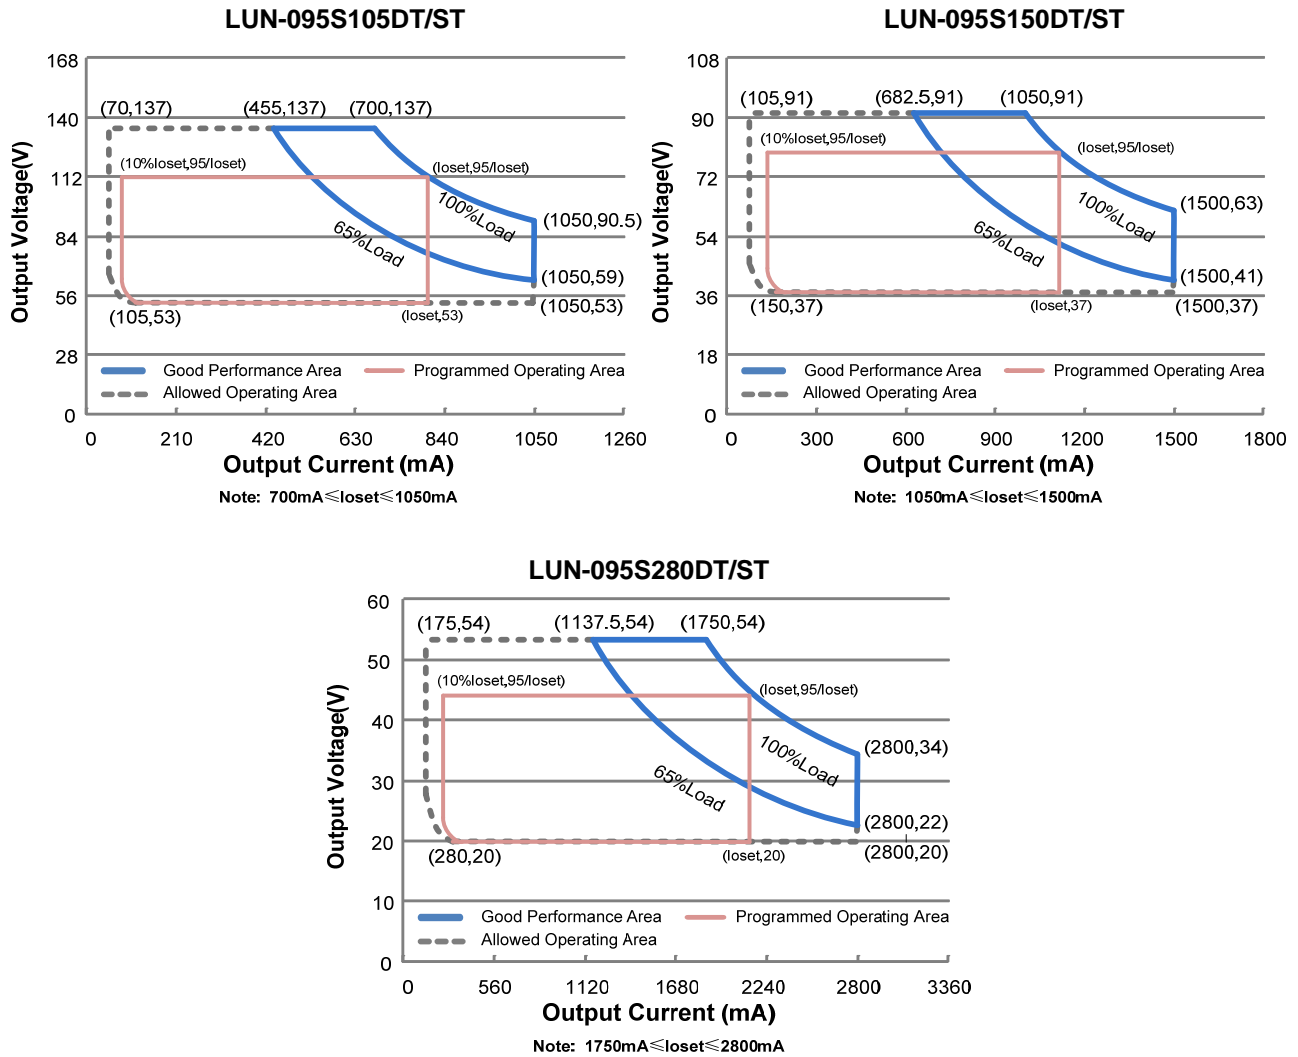 LUN-095S105DT/ST
Output Voltage(V)
168
140
112
84
56
28
0
(70,137)
(455,137)
(700,137)
(10%Ioset,95/Ioset)
(Ioset,95/Ioset)
100%Load
65%Load
(1050,90.5)
(1050,59)
(1050,53)
(105,53)
(Ioset,53)
Good Performance Area
Programmed Operating Area
Allowed Operating Area
0 210 420 630 840 1050 1260
Output Current (mA)
Note: 700mA≤Ioset≤1050mA
LUN-095S150DT/ST
Output Voltage(V)
108
90
72
54
36
18
0
(105,91)
(682.5,91)
(1050,91)
(10%Ioset,95/Ioset)
(Ioset,95/Ioset)
100%Load
65%Load
(1500,63)
(1500,41)
(1500,37)
(150,37)
(Ioset,37)
Good Performance Area
Programmed Operating Area
Allowed Operating Area
0 300 600 900 1200 1500 1800
Output Current (mA)
Note: 1050mA≤Ioset≤1500mA
LUN-095S280DT/ST
Output Voltage(V)
60
50
40
30
20
10
0
(175,54)
(1137.5,54)
(1750,54)
(10%Ioset,95/Ioset)
(Ioset,95/Ioset)
100%Load
65%Load
(2800,34)
(2800,22)
(2800,20)
(280,20)
(Ioset,20)
Good Performance Area
Programmed Operating Area
Allowed Operating Area
0 560 1120 1680 2240 2800 3360
Output Current (mA)
Note: 1750mA≤Ioset≤2800mA